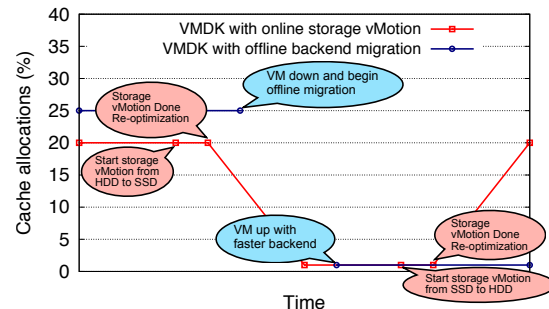 VMDK with online storage vMotion
VMDK with offline backend migration
Cache allocations (%)
40
35
30
25
20
15
10
5
0
VM down and begin
offline migration
Storage
vMotion Done
Re-optimization
Start storage
vMotion from
HDD to SSD
VM up with
faster backend
Storage
vMotion Done
Re-optimization
Start storage vMotion
from SSD to HDD
Time